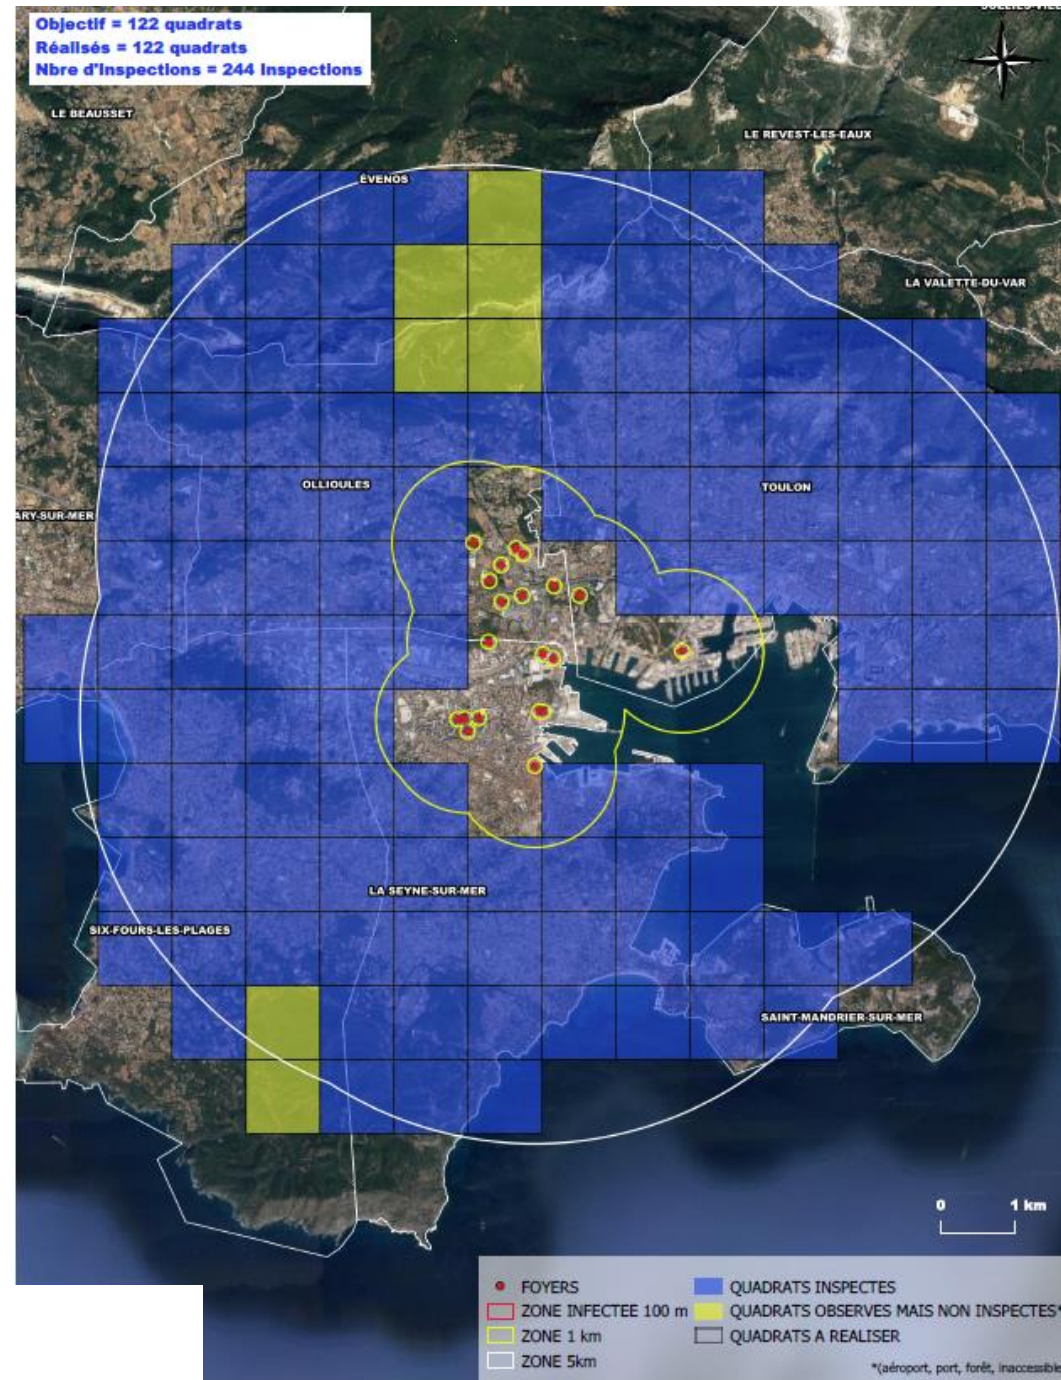 Objectif = 122 quadrats
Réalisés = 122 quadrats
Nbre d'Inspections = 244 Inspections
LE BEAUSSET
LE REVEST-LES-EAUX
ÉVENOS
LA VALETTE-DU-VAR
OLLIOULES
TOULON
ARY-SUR-MER
LA SEYNE-SUR-MER
SIX-FOURS-LES-PLAGES
SAINT-MANDRIER-SUR-MER
0 1 km
FOYERS
ZONE INFECTEE 100 m
ZONE 1 km
ZONE 5km
QUADRATS INSPECTES
QUADRATS OBSERVES MAIS NON INSPECTES*
QUADRATS A REALISER
*(aéroport, port, forêt, inaccessible